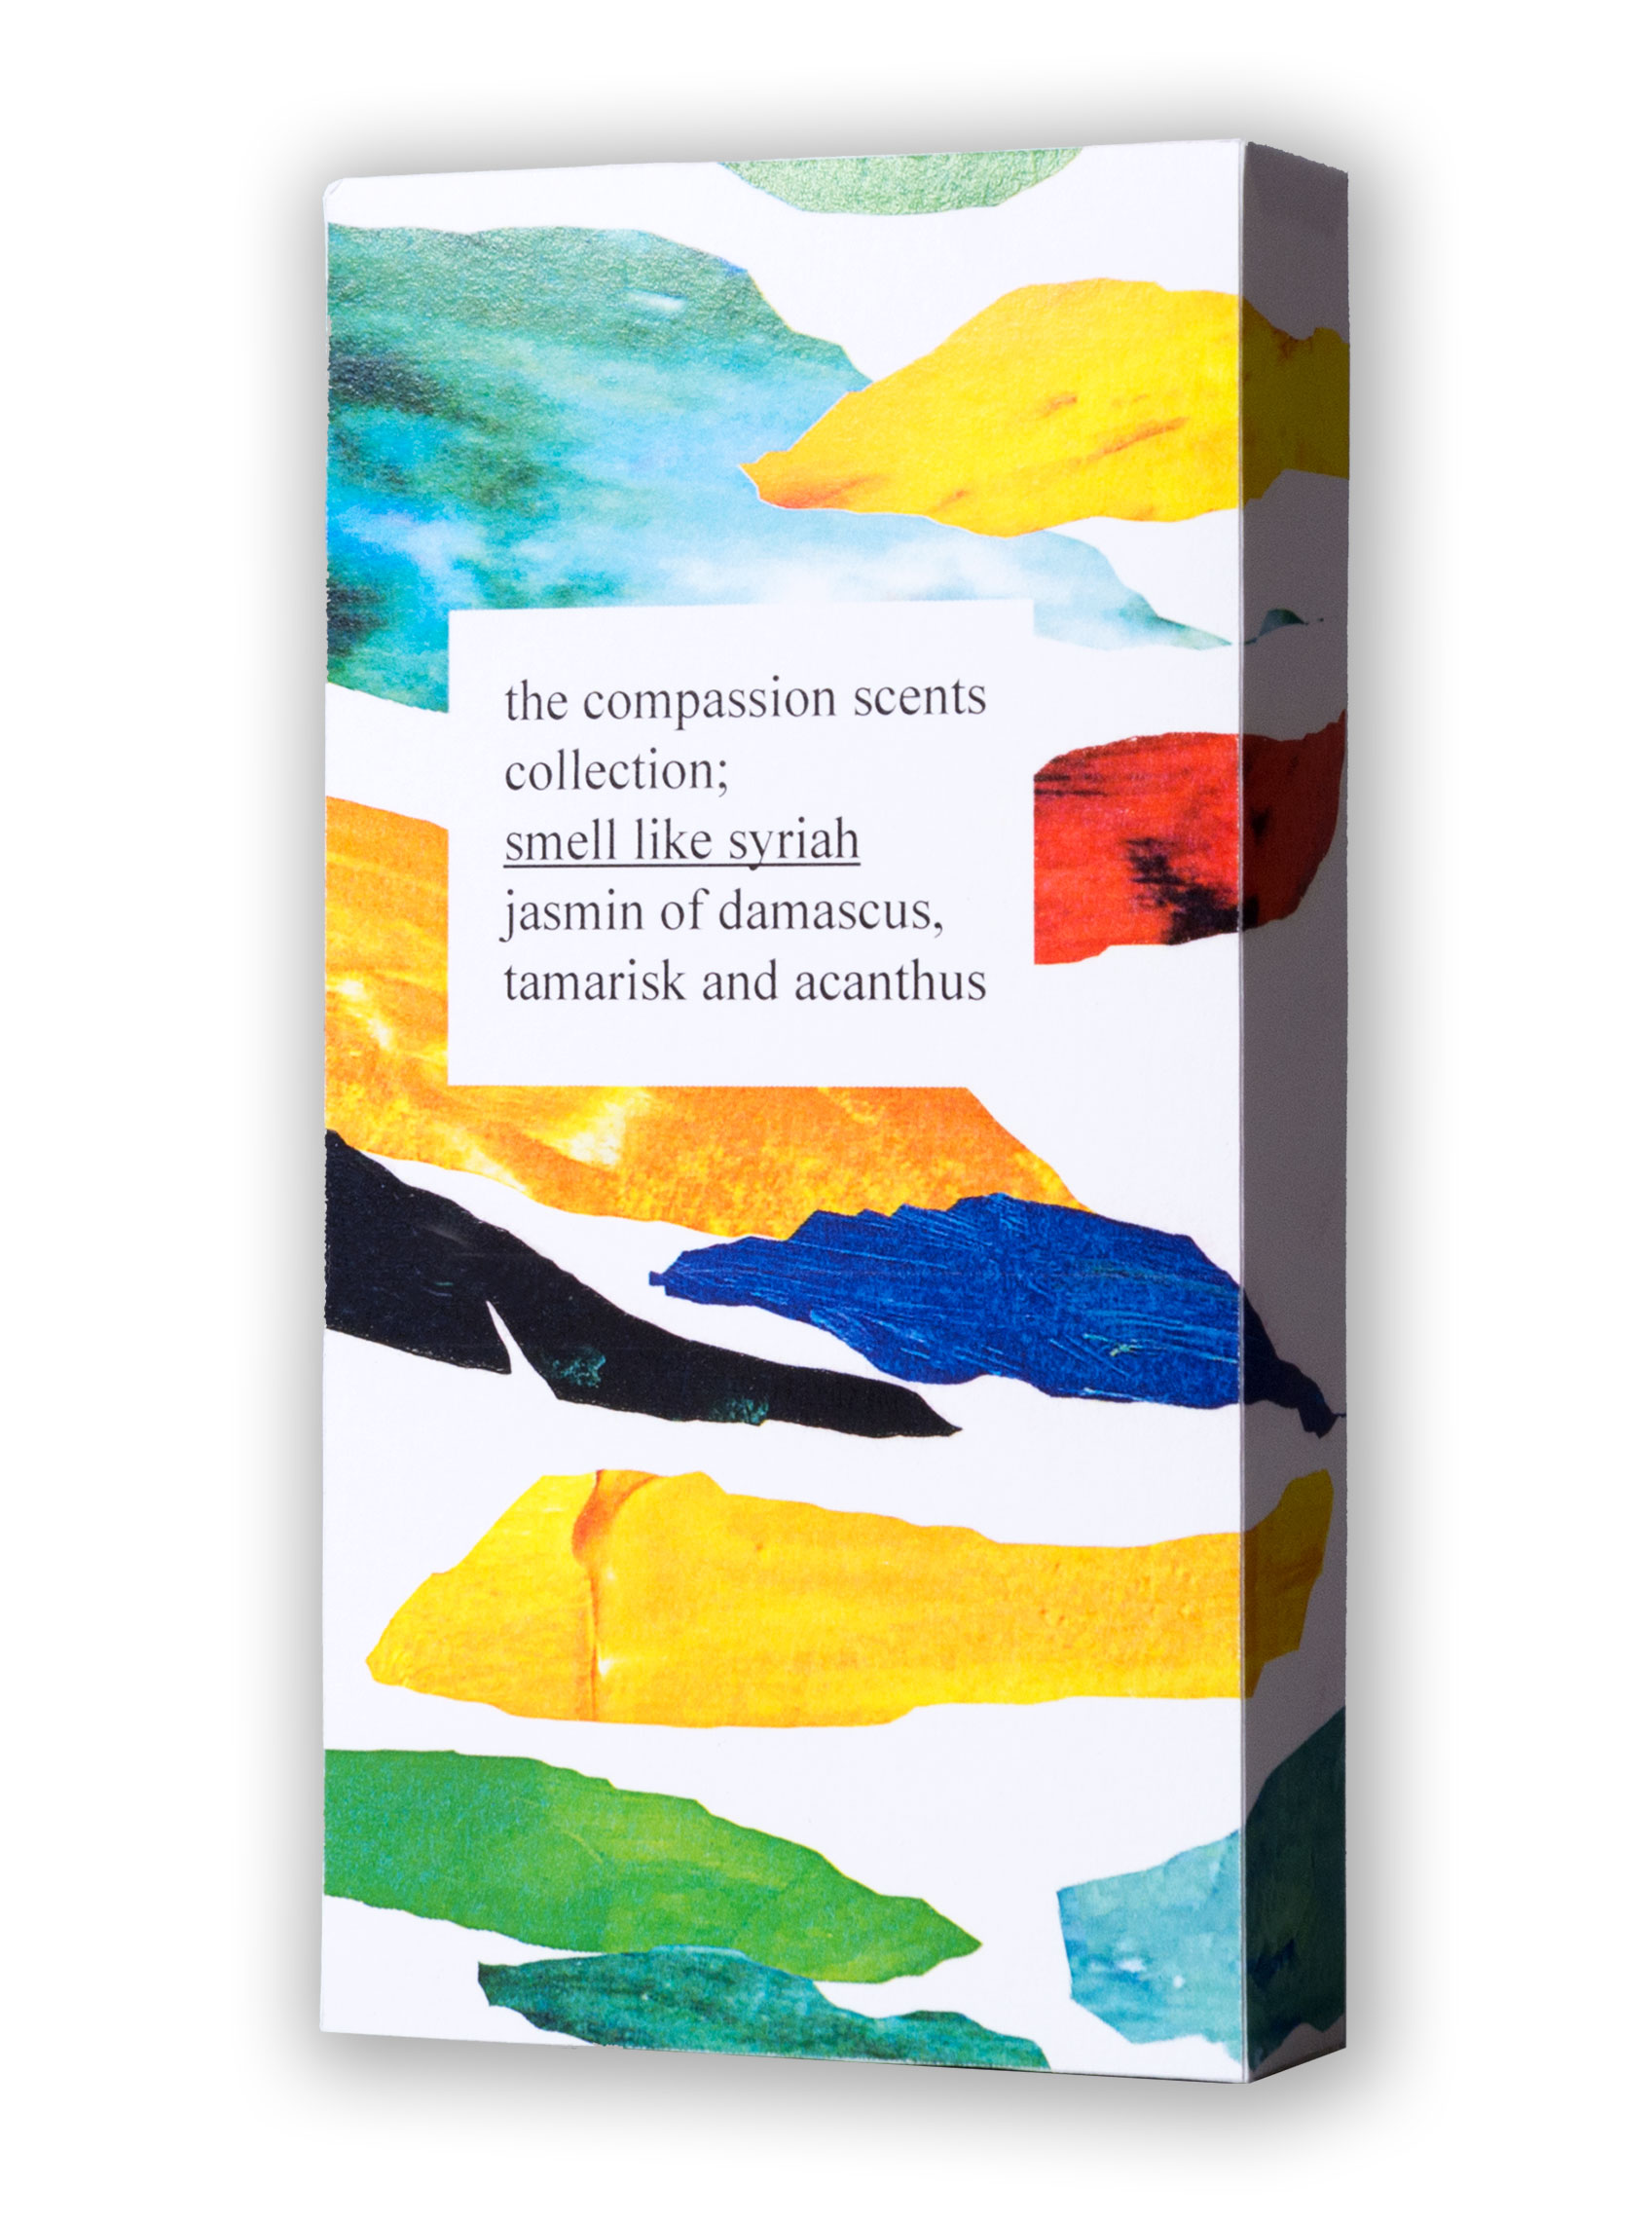 the compassion scents
collection;
smell like syriah
jasmin of damascus,
tamarisk and acanthus